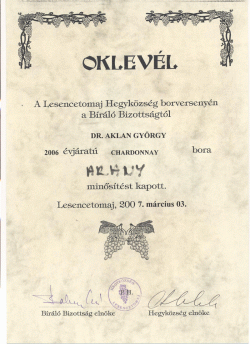 OKLEVÉL
A Lesencetomaj Hegyközség borversenyén
a Bíráló Bizottságtól
DR. AKLAN GYÖRGY
2006 évjáratú CHARDONNAY bora
ARANY
minősítést kapott.
Lesencetomaj, 2007. március 03.
Bíráló Bizottság elnöke Hegyközség elnöke